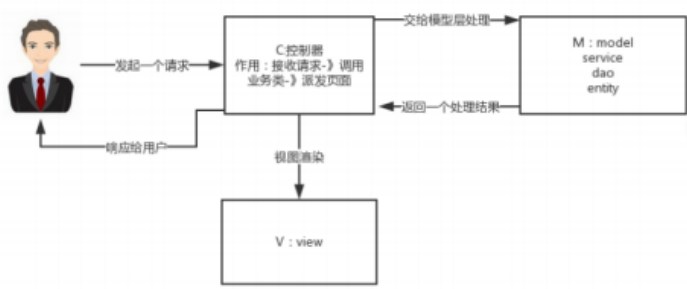 发起一个请求
C:控制器
作用：接收请求-》调用
业务类-》派发页面
交给模型层处理
M：model
service
dao
entity
返回一个处理结果
响应给用户
视图渲染
V：view